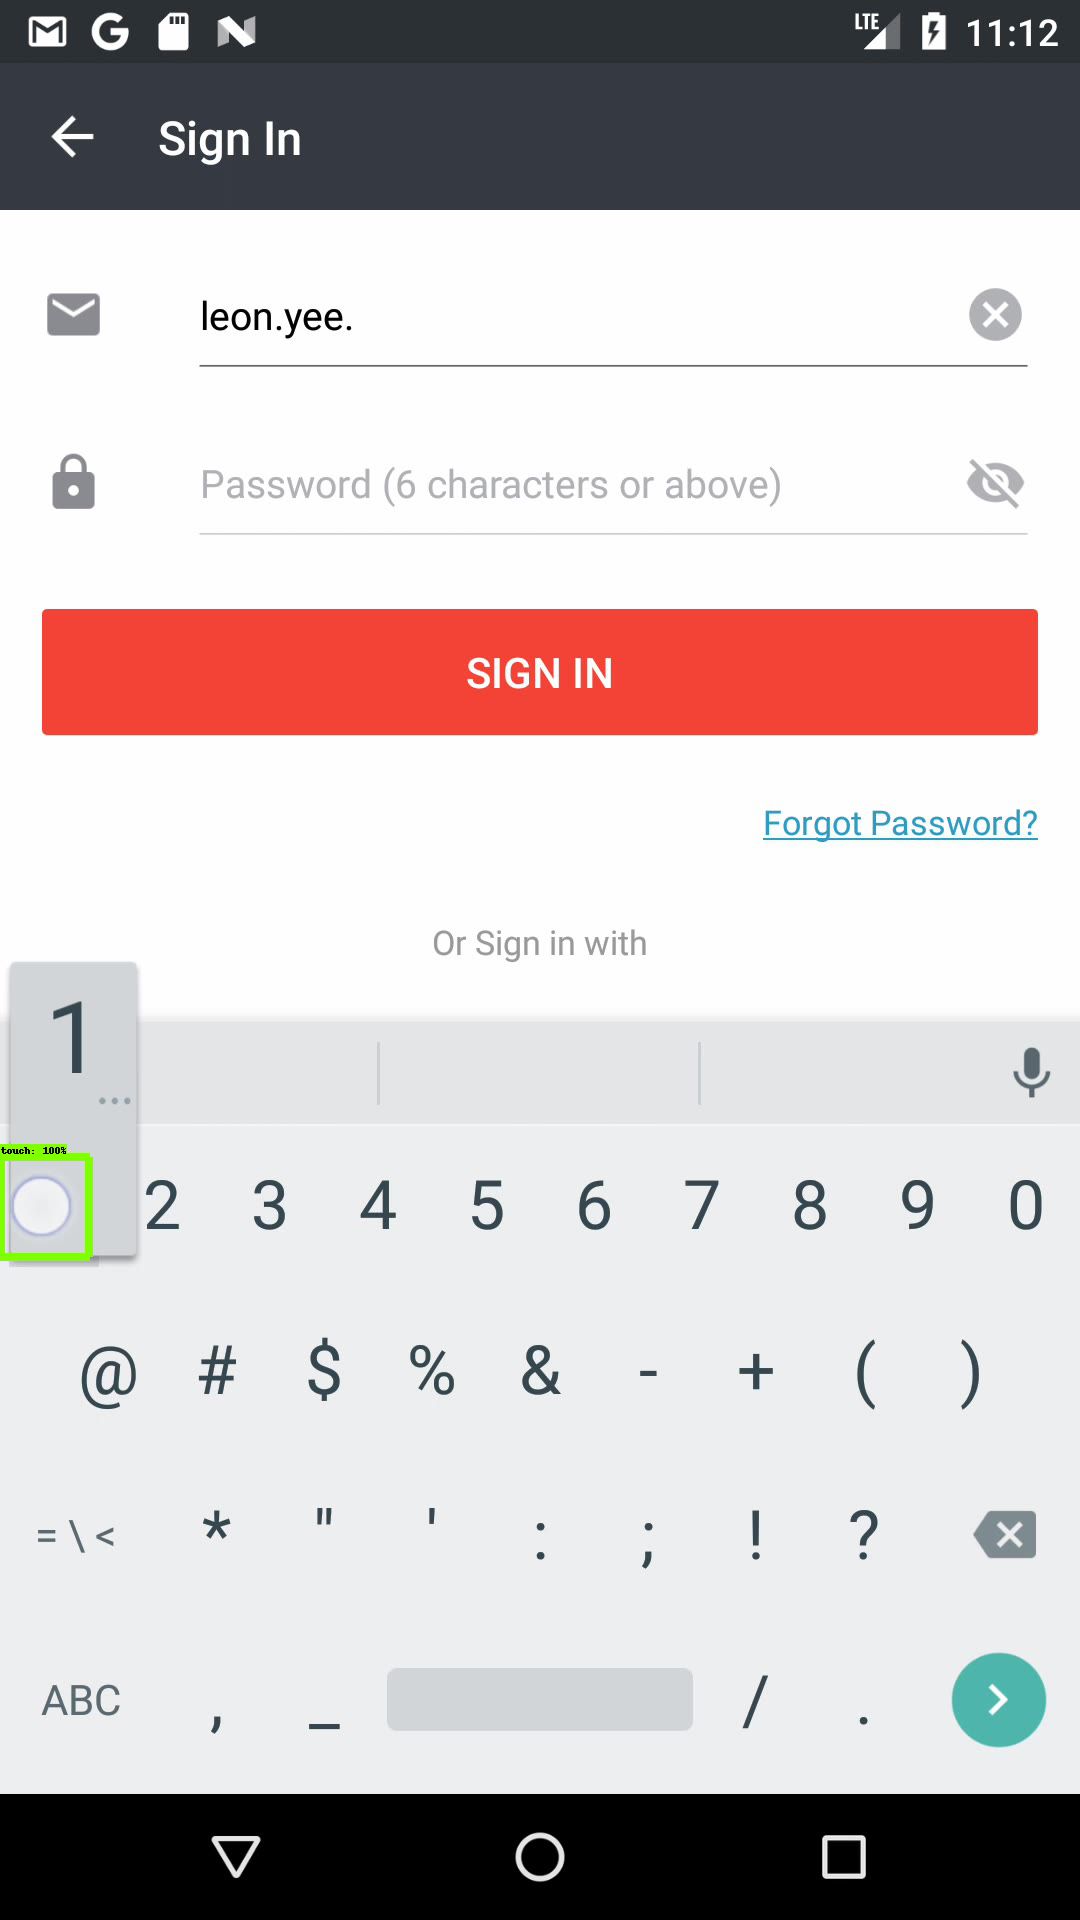 LTE 11:12
Sign In
leon.yee.
Password (6 characters or above)
SIGN IN
Forgot Password?
Or Sign in with
1
...
touch: 100%
2 3 4 5 6 7 8 9 0
@ # $ % & - + ( )
= \ < * " ' : ; ! ?
ABC , _ / .